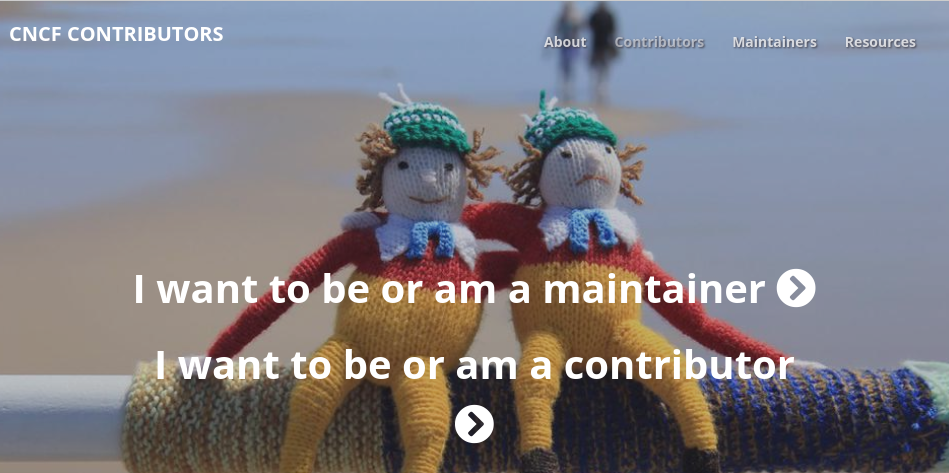 CNCF CONTRIBUTORS
About Contributors Maintainers Resources
I want to be or am a maintainer
I want to be or am a contributor